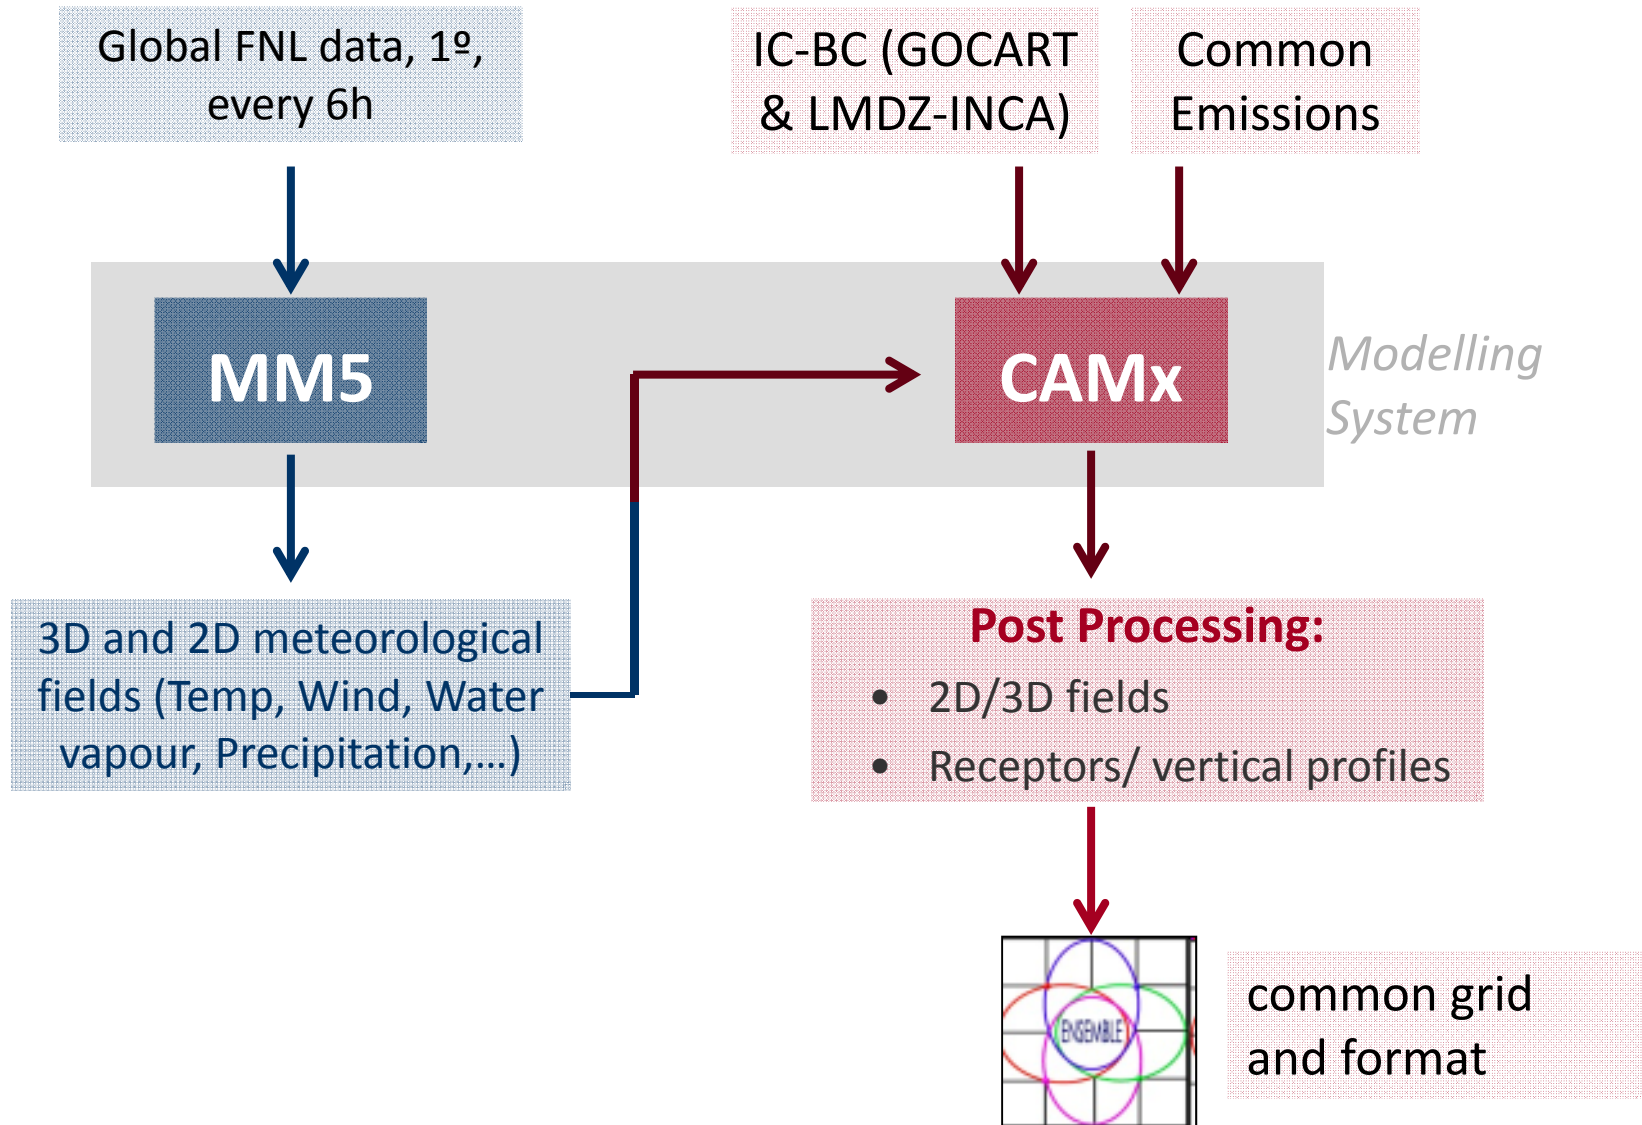 Global FNL data, 1º,
every 6h
IC-BC (GOCART
& LMDZ-INCA)
Common
Emissions
MM5
CAMx
Modelling
System
3D and 2D meteorological
fields (Temp, Wind, Water
vapour, Precipitation,...)
Post Processing:
• 2D/3D fields
• Receptors/ vertical profiles
ENSEMBLE
common grid
and format